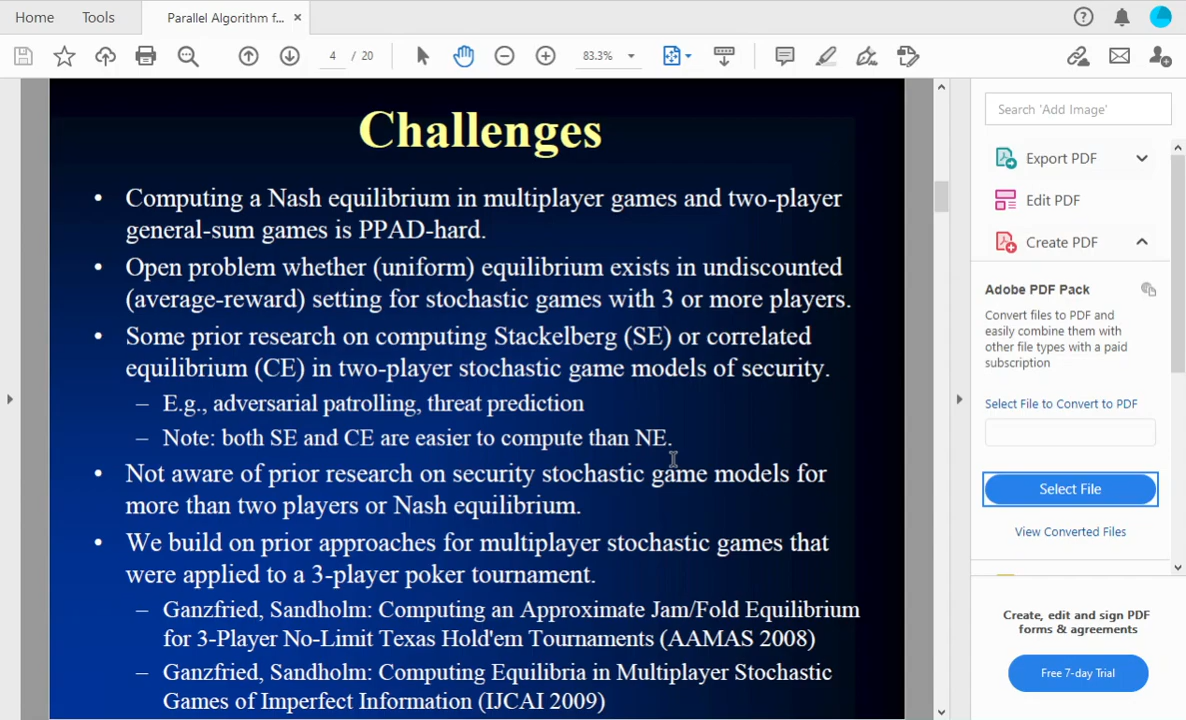 Home Tools Parallel Algorithm f... ×
4 / 20 83.3%
Challenges
• Computing a Nash equilibrium in multiplayer games and two-player
general-sum games is PPAD-hard.
• Open problem whether (uniform) equilibrium exists in undiscounted
(average-reward) setting for stochastic games with 3 or more players.
• Some prior research on computing Stackelberg (SE) or correlated
equilibrium (CE) in two-player stochastic game models of security.
– E.g., adversarial patrolling, threat prediction
– Note: both SE and CE are easier to compute than NE.
• Not aware of prior research on security stochastic game models for
more than two players or Nash equilibrium.
• We build on prior approaches for multiplayer stochastic games that
were applied to a 3-player poker tournament.
– Ganzfried, Sandholm: Computing an Approximate Jam/Fold Equilibrium
for 3-Player No-Limit Texas Hold'em Tournaments (AAMAS 2008)
– Ganzfried, Sandholm: Computing Equilibria in Multiplayer Stochastic
Games of Imperfect Information (IJCAI 2009)
Search 'Add Image'
Export PDF
Edit PDF
Create PDF
Adobe PDF Pack
Convert files to PDF and
easily combine them with
other file types with a paid
subscription
Select File to Convert to PDF
Select File
View Converted Files
Create, edit and sign PDF
forms & agreements
Free 7-day Trial